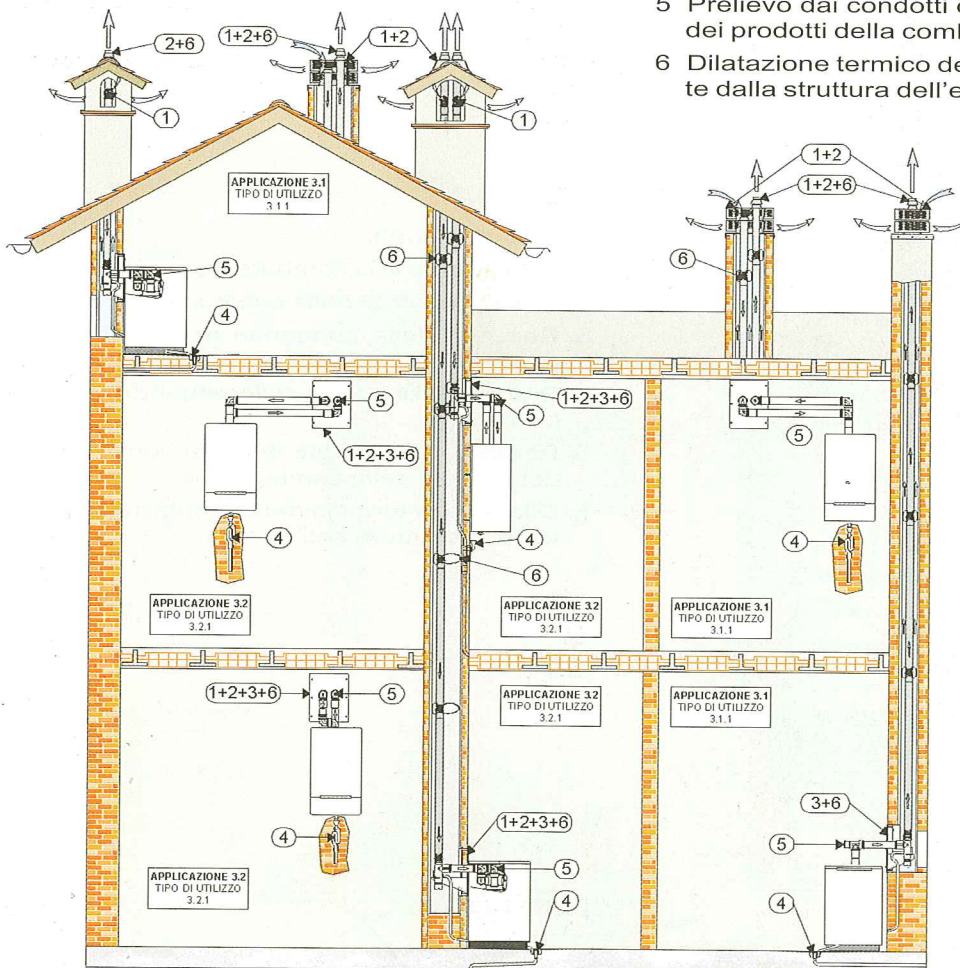 5 Prelievo dai condotti
dei prodotti della comb
6 Dilatazione termico de
te dalla struttura dell'e
2+6
1+2+6
1+2
1
1
1+2
1+2+6
APPLICAZIONE 3.1
TIPO DI UTILIZZO
3.1.1
6
6
5
4
5
1+2+3+6
1+2+3+6
5
5
4
4
4
6
APPLICAZIONE 3.2
TIPO DI UTILIZZO
3.2.1
APPLICAZIONE 3.2
TIPO DI UTILIZZO
3.2.1
APPLICAZIONE 3.1
TIPO DI UTILIZZO
3.1.1
1+2+3+6
5
APPLICAZIONE 3.2
TIPO DI UTILIZZO
3.2.1
APPLICAZIONE 3.1
TIPO DI UTILIZZO
3.1.1
4
1+2+3+6
3+6
5
5
APPLICAZIONE 3.2
TIPO DI UTILIZZO
3.2.1
4
4